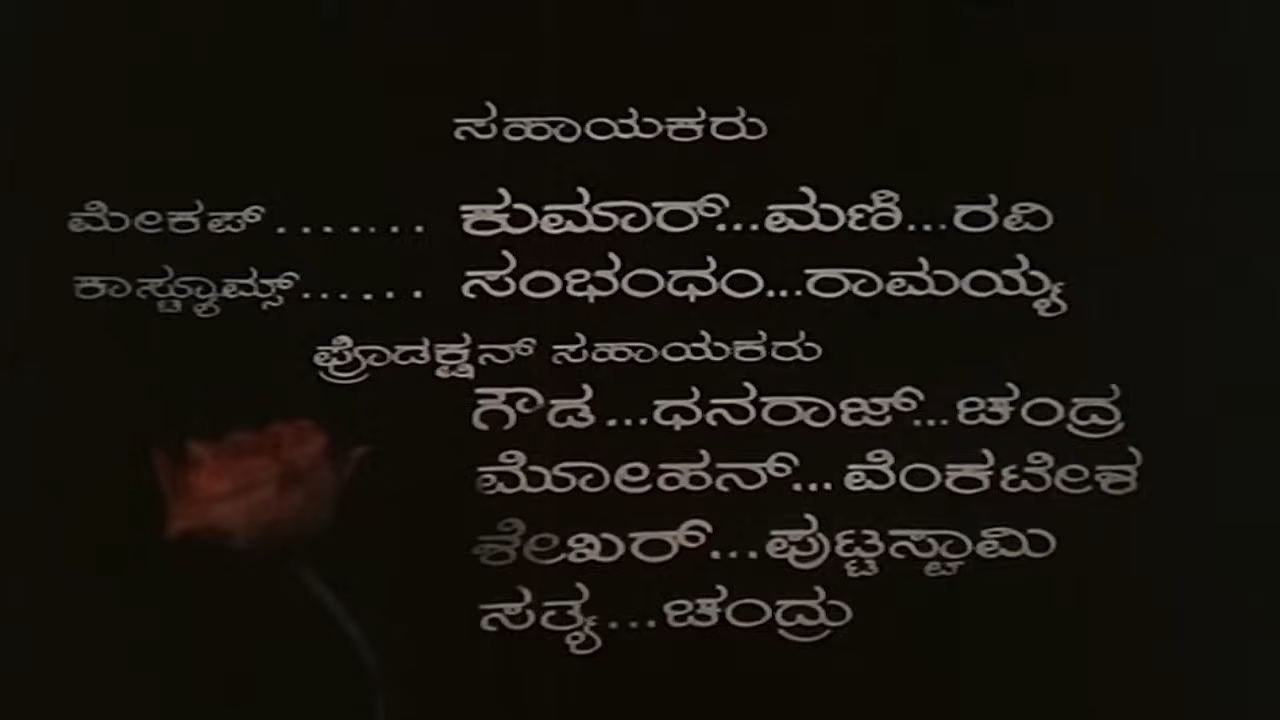 ಸಹಾಯಕರು
ಮೇಕಪ್....... ಕುಮಾರ್...ಮಣಿ...ರವಿ
ಕಾಸ್ಟ್ಯೂಮ್ಸ್...... ಸಂಭಂಧಂ...ರಾಮಯ್ಯ
ಪ್ರೊಡಕ್ಷನ್ ಸಹಾಯಕರು
ಗೌಡ...ಧನರಾಜ್...ಚಂದ್ರ
ಮೋಹನ್...ವೆಂಕಟೇಶ
ಶೇಖರ್...ಪುಟ್ಟಸ್ವಾಮಿ
ಸತ್ಯ...ಚಂದ್ರು